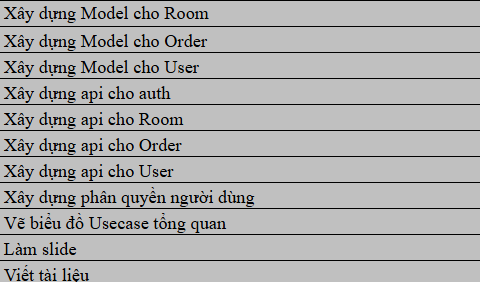 Xây dựng Model cho Room
Xây dựng Model cho Order
Xây dựng Model cho User
Xây dựng api cho auth
Xây dựng api cho Room
Xây dựng api cho Order
Xây dựng api cho User
Xây dựng phân quyền người dùng
Vẽ biểu đồ Usecase tổng quan
Làm slide
Viết tài liệu